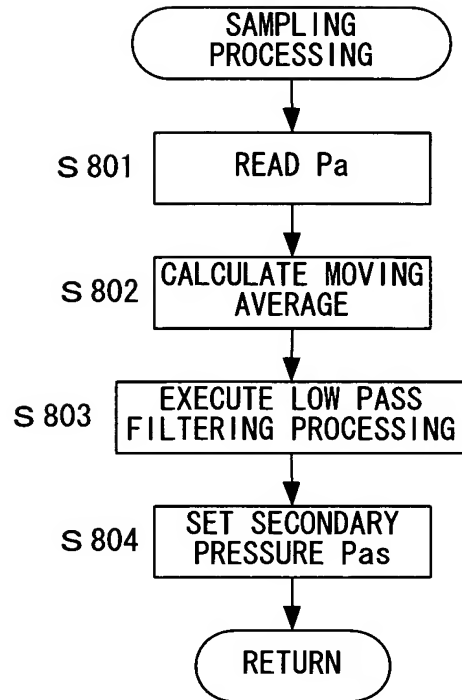 SAMPLING
PROCESSING
S 801
READ Pa
S 802
CALCULATE MOVING
AVERAGE
S 803
EXECUTE LOW PASS
FILTERING PROCESSING
S 804
SET SECONDARY
PRESSURE Pas
RETURN